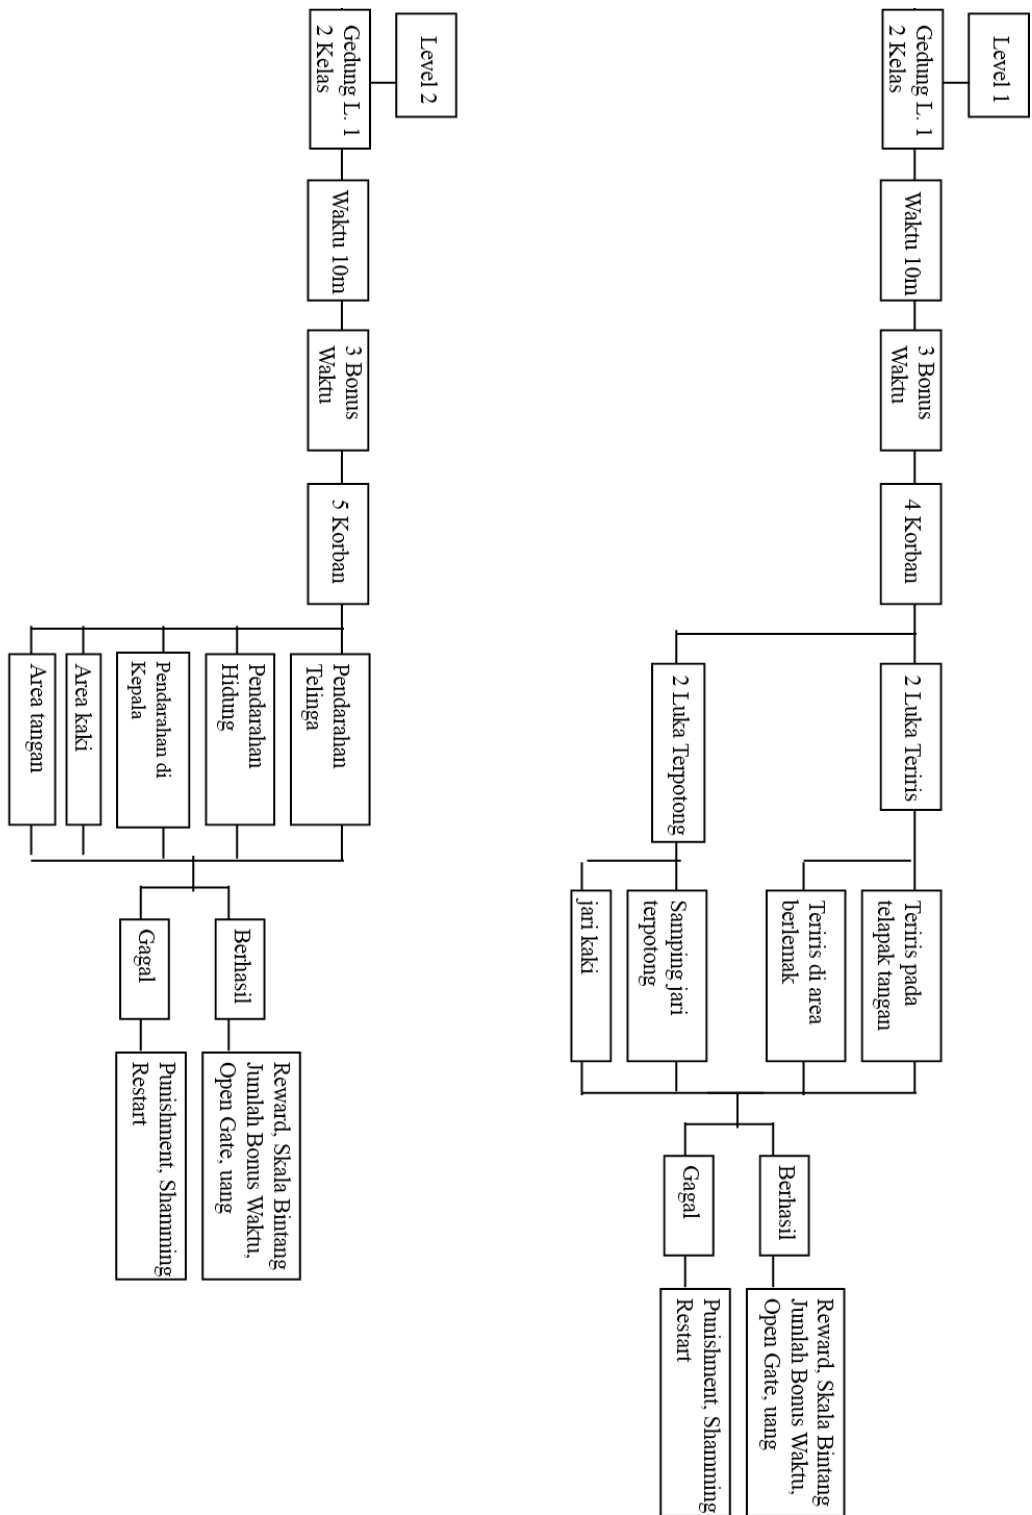 Level 1
Gedung L. 1
2 Kelas
Waktu 10m
3 Bonus
Waktu
4 Korban
2 Luka Teriris
2 Luka Terpotong
Teriris pada
telapak tangan
Teriris di area
berlemak
Samping jari
terpotong
jari kaki
Berhasil
Gagal
Reward, Skala Bintang
Jumlah Bonus Waktu,
Open Gate, uang
Punishment, Shamming
Restart
Level 2
Gedung L. 1
2 Kelas
Waktu 10m
3 Bonus
Waktu
5 Korban
Pendarahan
Telinga
Pendarahan
Hidung
Pendarahan di
Kepala
Area kaki
Area tangan
Berhasil
Gagal
Reward, Skala Bintang
Jumlah Bonus Waktu,
Open Gate, uang
Punishment, Shamming
Restart